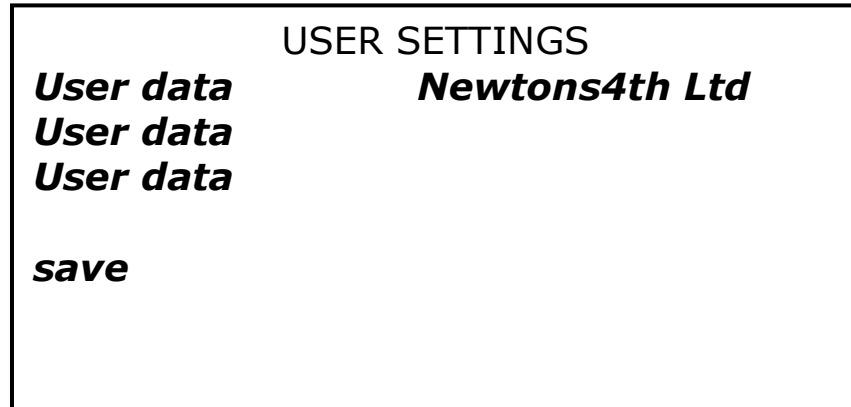 USER SETTINGS
User data Newtons4th Ltd
User data
User data
save